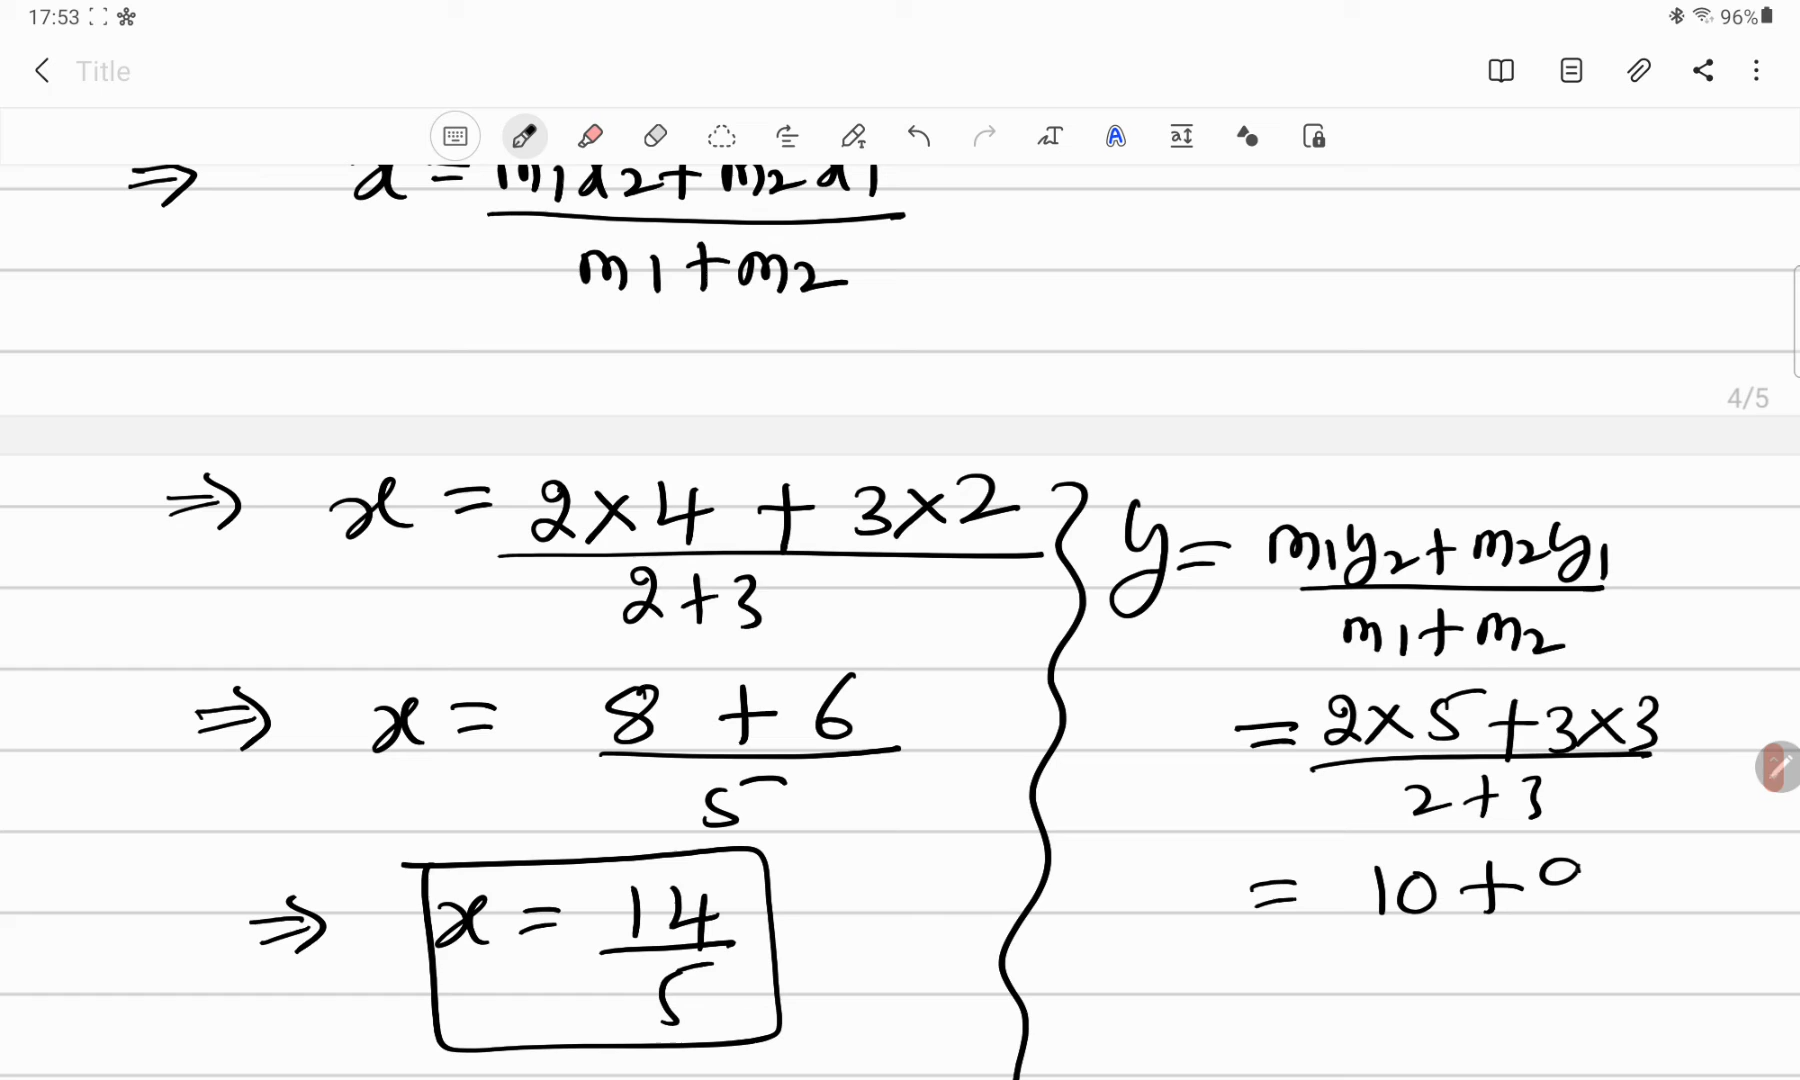 17:53
96%
Title
⇒ x = m1x2 + m2x1
m1 + m2
4/5
⇒ x = 2×4 + 3×2
2+3
⇒ x = 8 + 6
5
⇒ x = 14
5
y = m1y2 + m2y1
m1 + m2
= 2×5 + 3×3
2+3
= 10 +